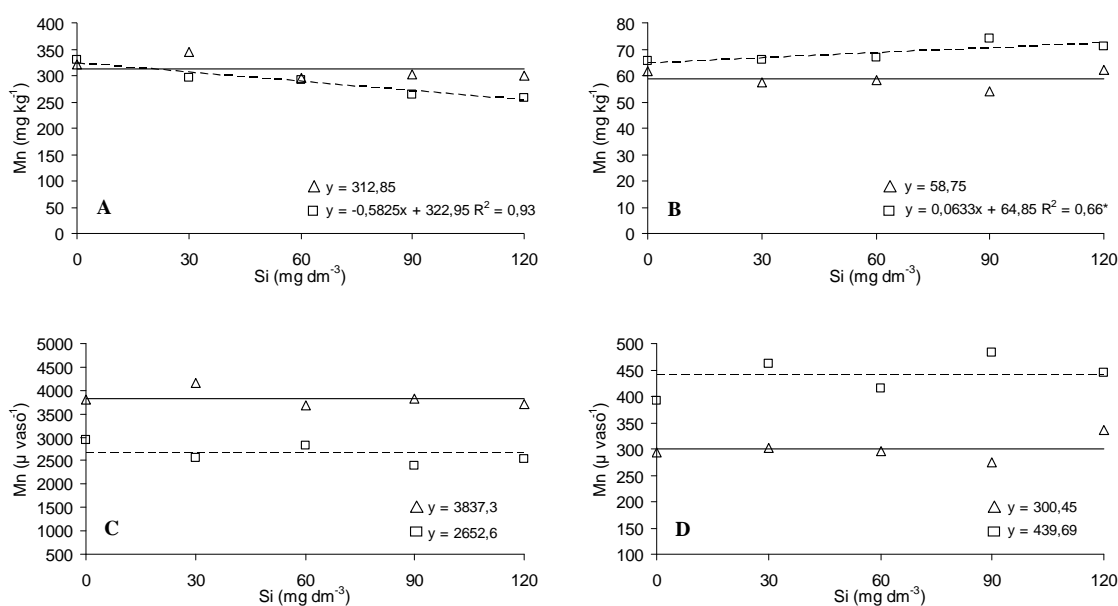 Mn (mg kg⁻¹)
400
350
300
250
200
150
100
50
0
A
y = 312,85
y = -0,5825x + 322,95 R² = 0,93
0 30 60 90 120
Si (mg dm⁻³)
Mn (mg kg⁻¹)
80
70
60
50
40
30
20
10
0
B
y = 58,75
y = 0,0633x + 64,85 R² = 0,66*
0 30 60 90 120
Si (mg dm⁻³)
Mn (µ vaso⁻¹)
5000
4500
4000
3500
3000
2500
2000
1500
1000
500
C
y = 3837,3
y = 2652,6
0 30 60 90 120
Si (mg dm⁻³)
Mn (µ vaso⁻¹)
500
450
400
350
300
250
200
150
100
D
y = 300,45
y = 439,69
0 30 60 90 120
Si (mg dm⁻³)